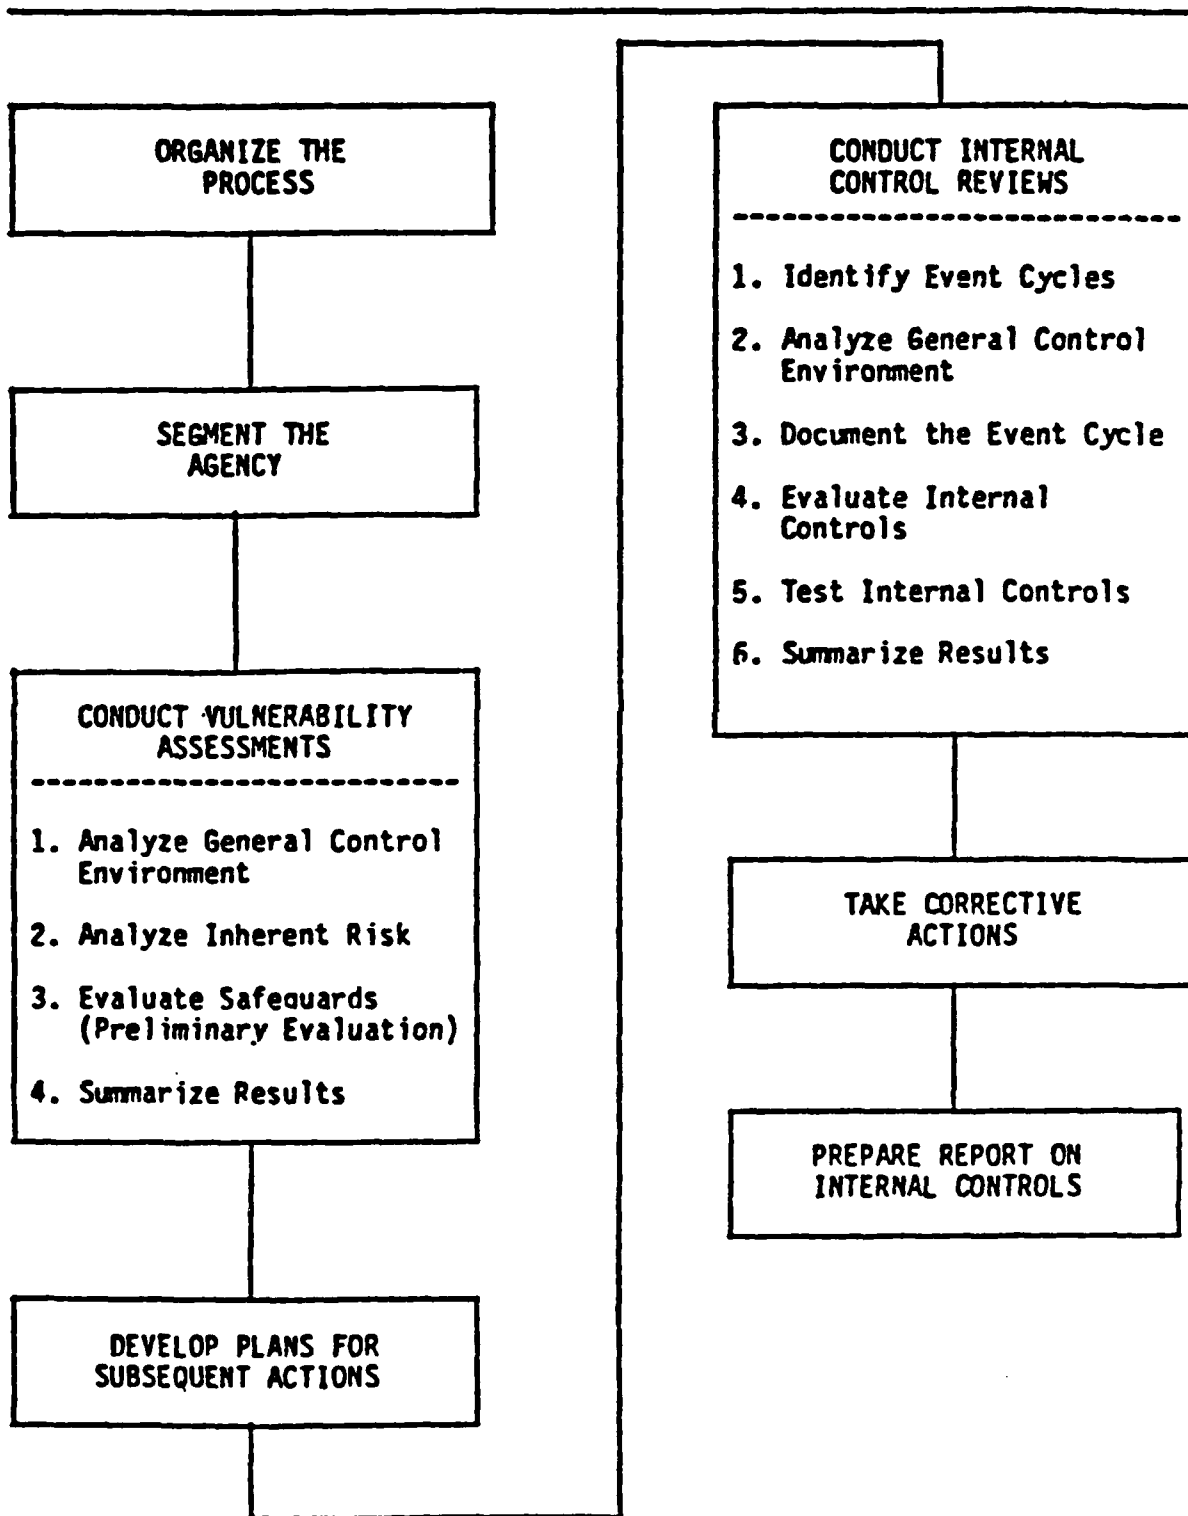 ORGANIZE THE
PROCESS
SEGMENT THE
AGENCY
CONDUCT VULNERABILITY
ASSESSMENTS
1. Analyze General Control
Environment
2. Analyze Inherent Risk
3. Evaluate Safeguards
(Preliminary Evaluation)
4. Summarize Results
DEVELOP PLANS FOR
SUBSEQUENT ACTIONS
CONDUCT INTERNAL
CONTROL REVIEWS
1. Identify Event Cycles
2. Analyze General Control
Environment
3. Document the Event Cycle
4. Evaluate Internal
Controls
5. Test Internal Controls
6. Summarize Results
TAKE CORRECTIVE
ACTIONS
PREPARE REPORT ON
INTERNAL CONTROLS